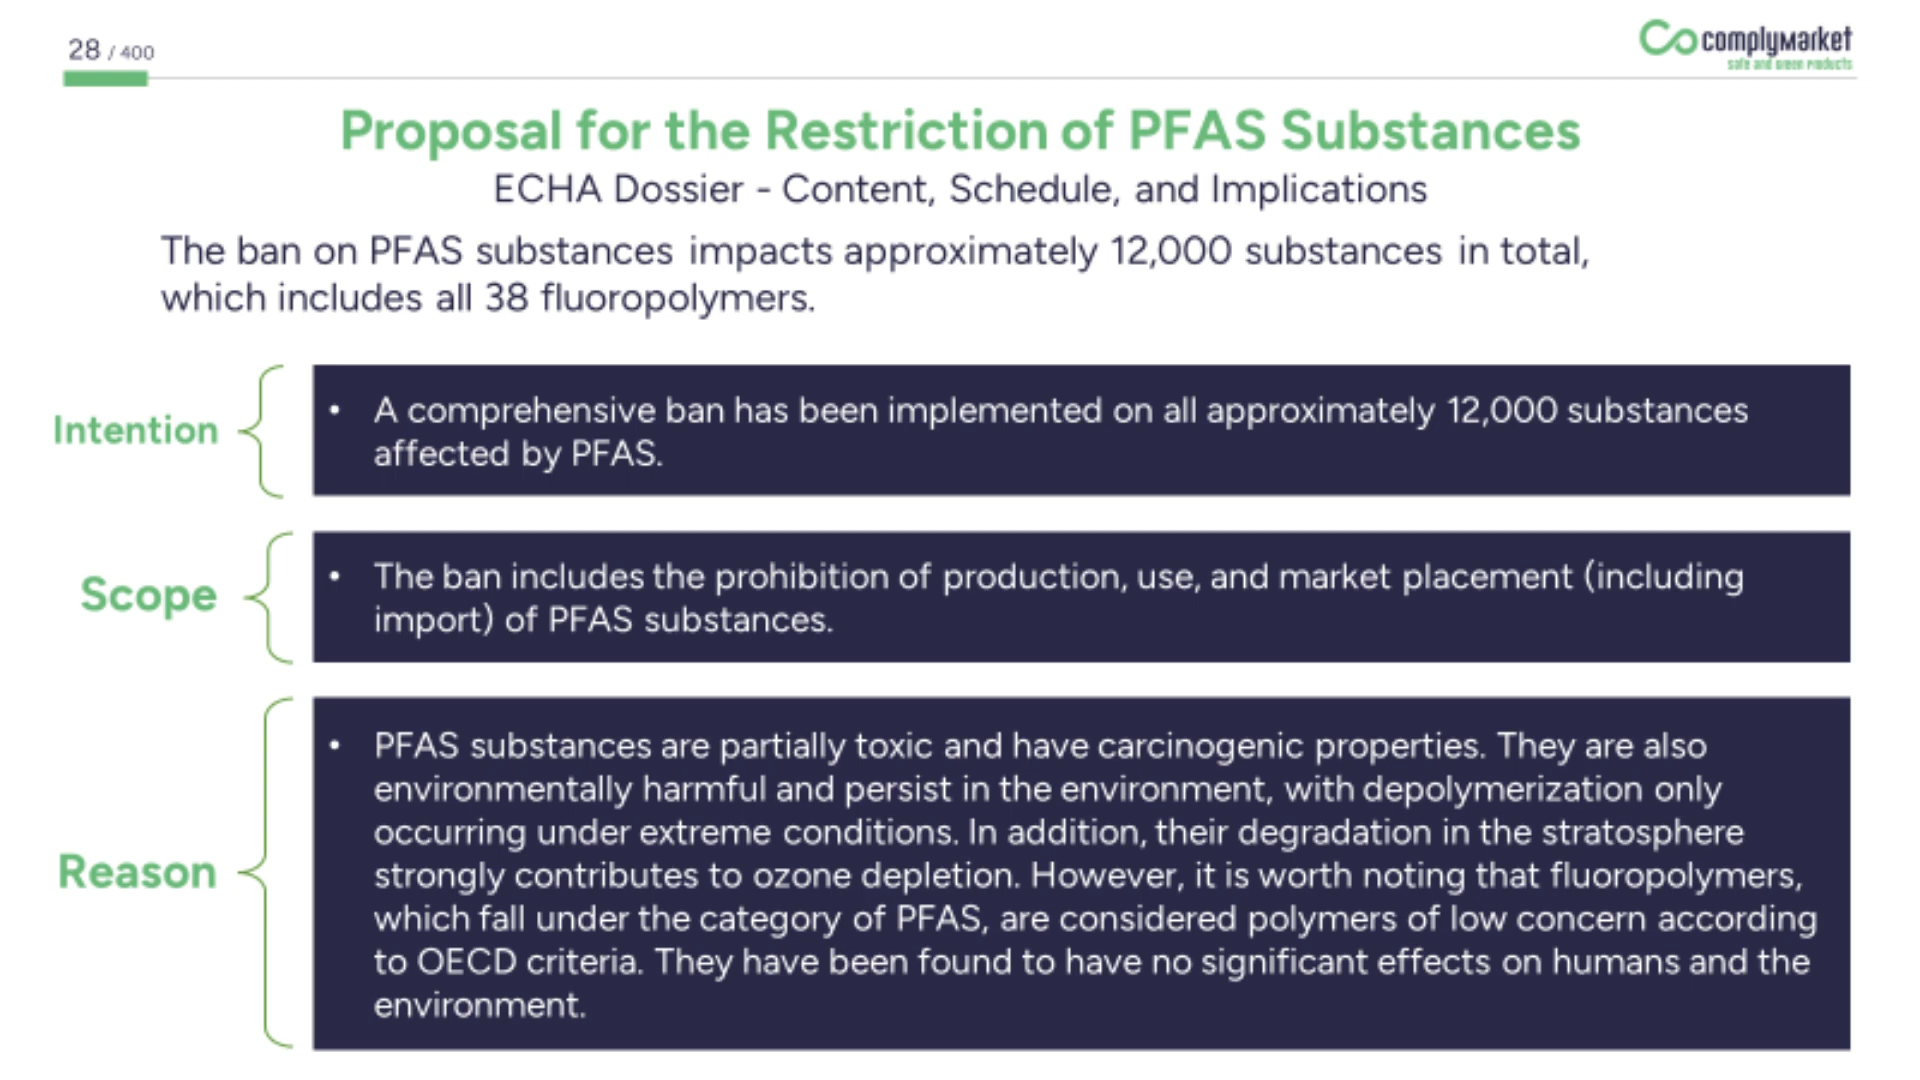 28 / 400
complymarket
safe and green products
Proposal for the Restriction of PFAS Substances
ECHA Dossier - Content, Schedule, and Implications
The ban on PFAS substances impacts approximately 12,000 substances in total,
which includes all 38 fluoropolymers.
Intention
• A comprehensive ban has been implemented on all approximately 12,000 substances
affected by PFAS.
Scope
• The ban includes the prohibition of production, use, and market placement (including
import) of PFAS substances.
Reason
• PFAS substances are partially toxic and have carcinogenic properties. They are also
environmentally harmful and persist in the environment, with depolymerization only
occurring under extreme conditions. In addition, their degradation in the stratosphere
strongly contributes to ozone depletion. However, it is worth noting that fluoropolymers,
which fall under the category of PFAS, are considered polymers of low concern according
to OECD criteria. They have been found to have no significant effects on humans and the
environment.